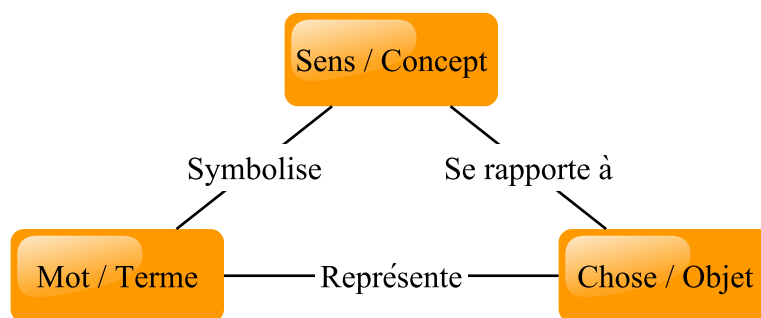 Sens / Concept
Symbolise
Se rapporte à
Mot / Terme
Représente
Chose / Objet